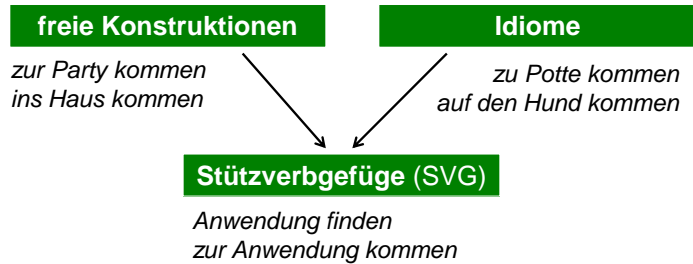 freie Konstruktionen
Idiome
zur Party kommen
ins Haus kommen
zu Potte kommen
auf den Hund kommen
Stützverbgefüge (SVG)
Anwendung finden
zur Anwendung kommen